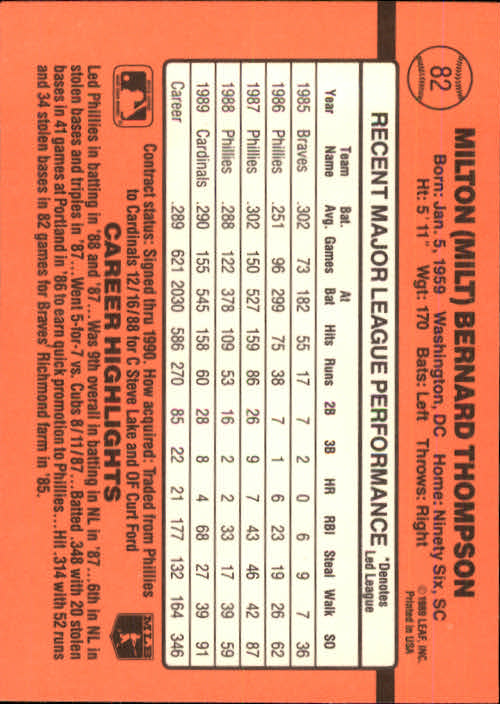 82
MILTON (MILT) BERNARD THOMPSON
Born: Jan. 5, 1959 Washington, DC Home: Ninety Six, SC
Ht: 5' 11" Wgt: 170 Bats: Left Throws: Right
©1989 LEAF, INC.
Printed in USA
RECENT MAJOR LEAGUE PERFORMANCE *Denotes Led League
Year Team Name Bat. Avg. Games At Bat Hits Runs 2B 3B HR RBI Steal Walk SO
1985 Braves .302 73 182 55 17 7 2 0 6 9 7 36
1986 Phillies .251 96 299 75 38 7 1 6 23 19 26 62
1987 Phillies .302 150 527 159 86 26 9 7 43 46 42 87
1988 Phillies .288 122 378 109 53 16 2 2 33 17 39 59
1989 Cardinals .290 155 545 158 60 28 8 4 68 27 39 91
Career .289 621 2030 586 270 85 22 21 177 132 164 346
Contract status: Signed thru 1990. How acquired: Traded from Phillies
to Cardinals 12/16/88 for C Steve Lake and OF Curt Ford
CAREER HIGHLIGHTS
MLB
Led Phillies in batting in '88 and '87...Was 9th overall in batting in NL in '87...6th in NL in
stolen bases and triples in '87...Went 5-for-7 vs. Cubs 8/11/87...Batted .348 with 20 stolen
bases in 41 games at Portland in '86 to earn quick promotion to Phillies...Hit .314 with 52 runs
and 34 stolen bases in 82 games for Braves' Richmond farm in '85.